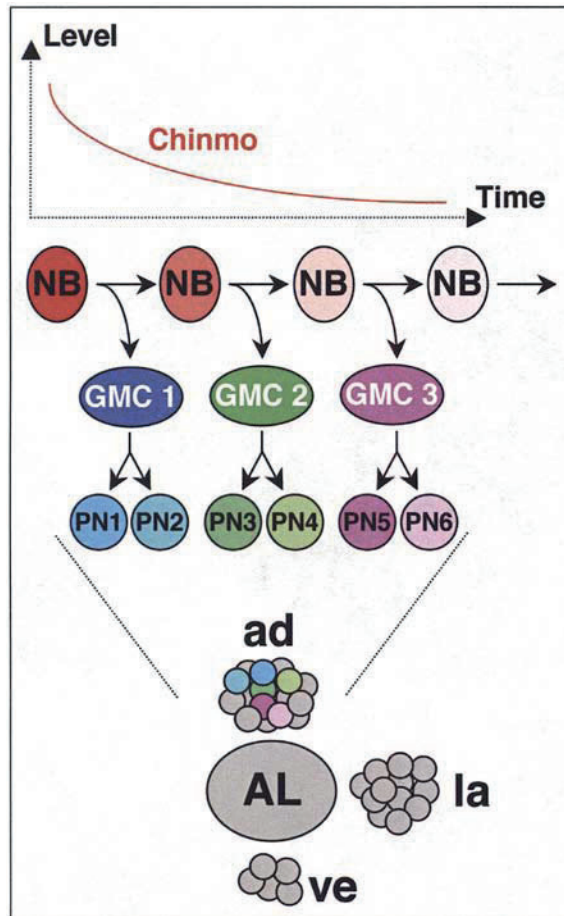 Level
Chinmo
Time
NB NB NB NB
GMC 1 GMC 2 GMC 3
PN1 PN2 PN3 PN4 PN5 PN6
ad
AL
la
ve